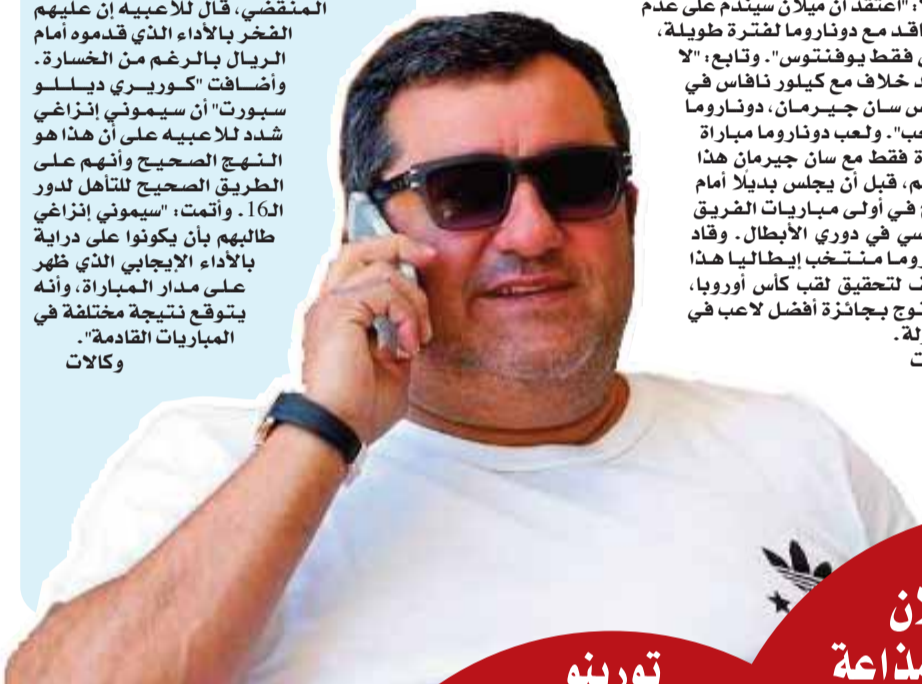 : "أعتقد أن ميلان سيندم على عدم
مع دوناروما لفترة طويلة،
فقط يوفنتوس". وتابع: "لا
خلاف مع كيلور نافاس في
سان جيرمان، دوناروما
". ولعب دوناروما مباراة
فقط مع سان جيرمان هذا
، قبل أن يجلس بديلًا أمام
في أولى مباريات الفريق
في دوري الأبطال. وقاد
منتخب إيطاليا هذا
لتحقيق لقب كأس أوروبا،
بجائزة أفضل لاعب في
المنقضي، قال للاعبيه إن عليهم
الفخر بالأداء الذي قدموه أمام
الريال بالرغم من الخسارة.
وأضافت "كوريري ديللو
سبورت" أن سيموني إنزاغي
شدد للاعبيه على أن هذا هو
النهج الصحيح وأنهم على
الطريق الصحيح للتأهل لدور
الـ16. وأتمت: "سيموني إنزاغي
طالبهم بأن يكونوا على دراية
بالأداء الإيجابي الذي ظهر
على مدار المباراة، وأنه
يتوقع نتيجة مختلفة في
المباريات القادمة".
وكالات
تورينو